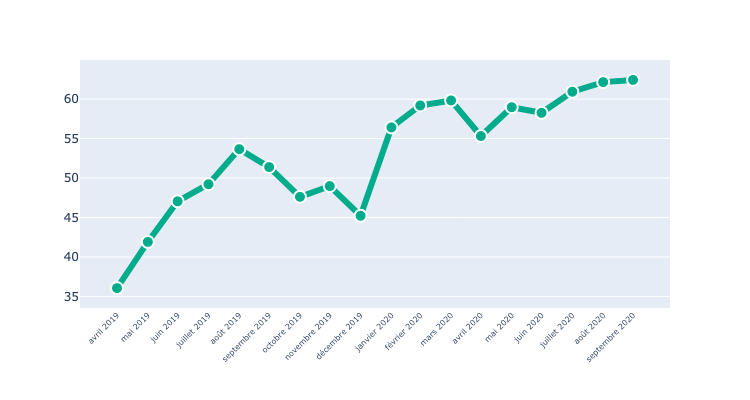 60
55
50
45
40
35
avril 2019
mai 2019
juin 2019
juillet 2019
août 2019
septembre 2019
octobre 2019
novembre 2019
décembre 2019
janvier 2020
février 2020
mars 2020
avril 2020
mai 2020
juin 2020
juillet 2020
août 2020
septembre 2020